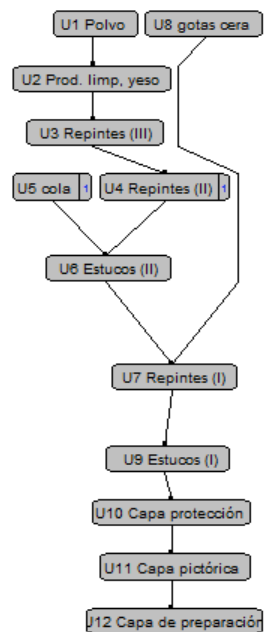 U1 Polvo
U8 gotas cera
U2 Prod. limp, yeso
U3 Repintes (III)
U5 cola 1
U4 Repintes (II) 1
U6 Estucos (II)
U7 Repintes (I)
U9 Estucos (I)
U10 Capa protección
U11 Capa pictórica
U12 Capa de preparación